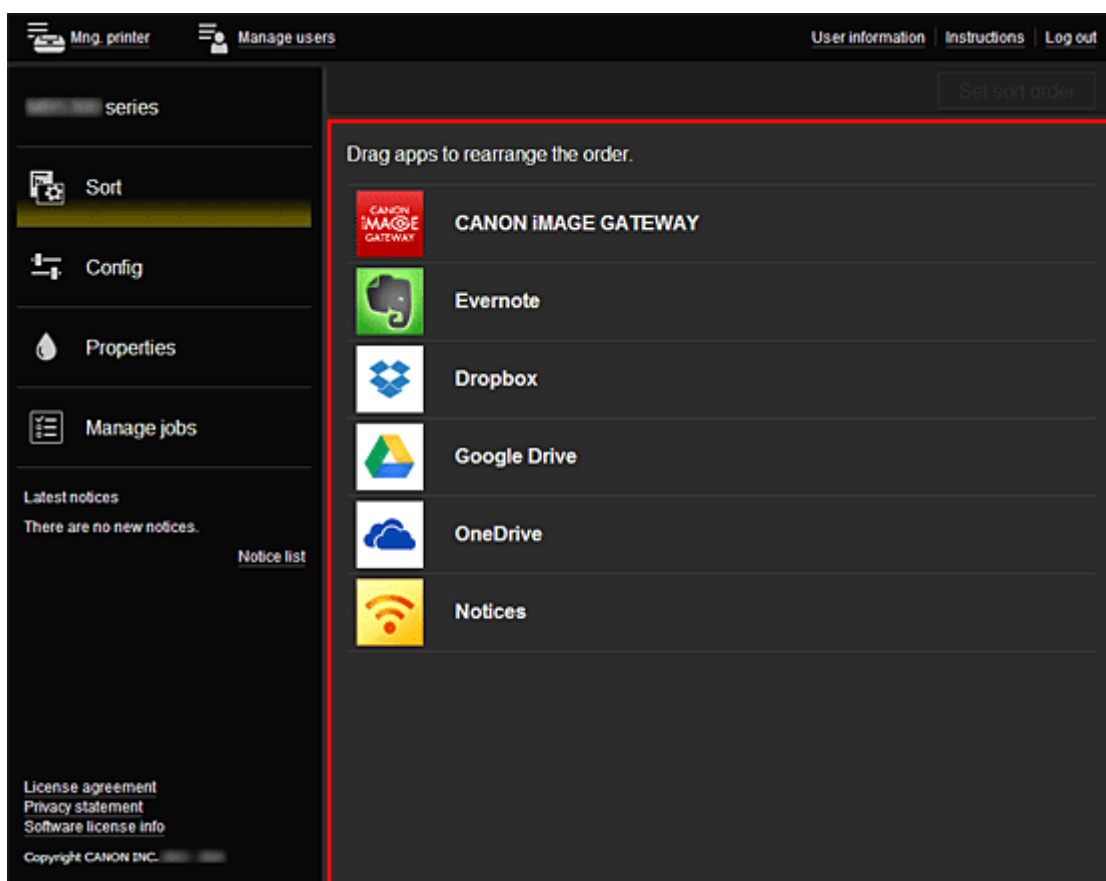 Mng. printer
Manage users
User information
Instructions
Log out
series
Set sort order
Sort
Config
Properties
Manage jobs
Latest notices
There are no new notices.
Notice list
License agreement
Privacy statement
Software license info
Copyright CANON INC.
Drag apps to rearrange the order.
CANON iMAGE GATEWAY
CANON iMAGE GATEWAY
Evernote
Dropbox
Google Drive
OneDrive
Notices